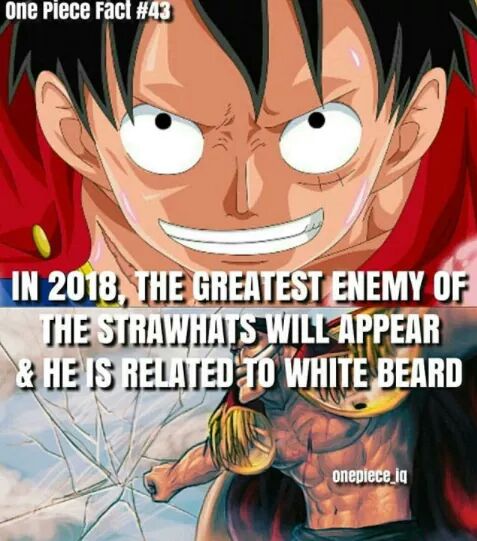 One Piece Fact #43
IN 2018, THE GREATEST ENEMY OF
THE STRAWHATS WILL APPEAR
& HE IS RELATED TO WHITE BEARD
onepiece_iq